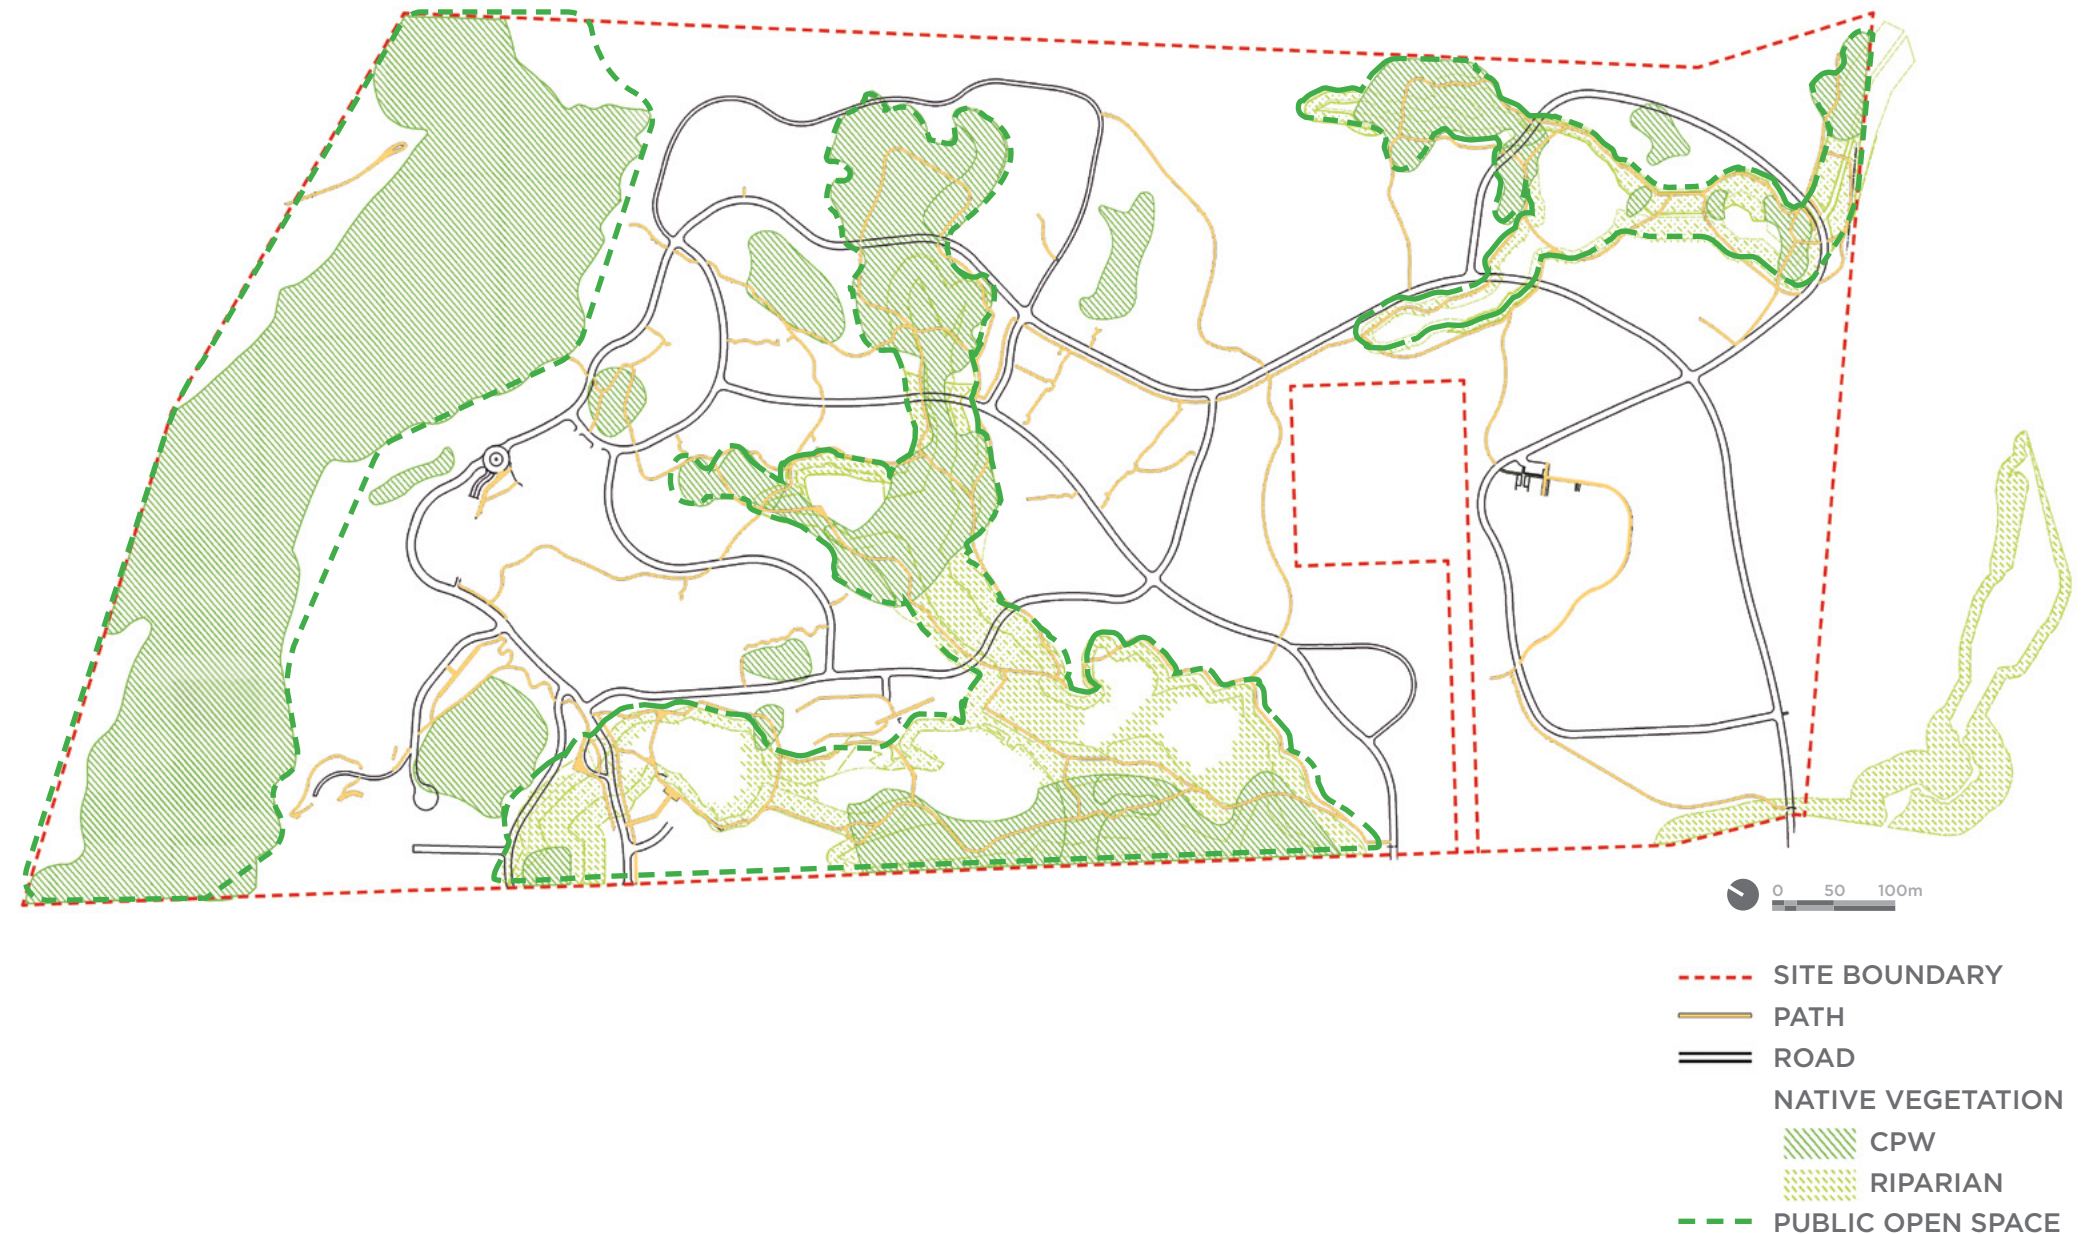 0 50 100m
SITE BOUNDARY
PATH
ROAD
NATIVE VEGETATION
CPW
RIPARIAN
PUBLIC OPEN SPACE